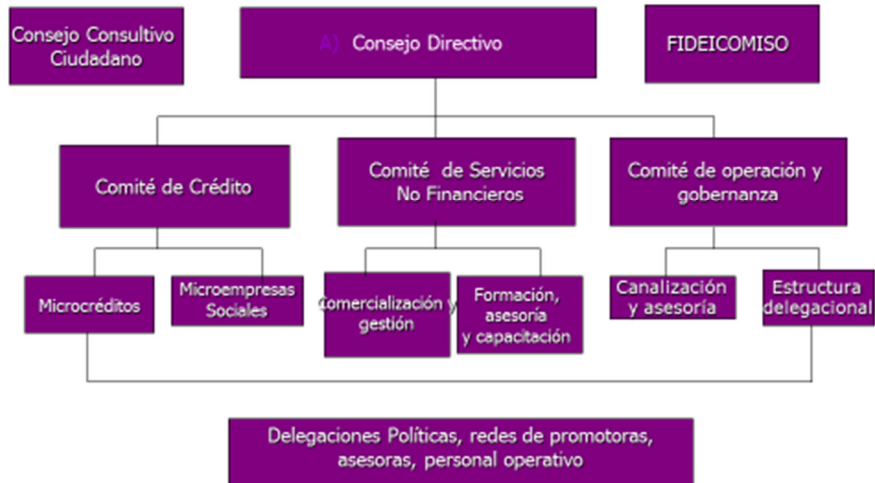 Consejo Consultivo
Ciudadano
A) Consejo Directivo
FIDEICOMISO
Comité de Crédito
Comité de Servicios
No Financieros
Comité de operación y
gobernanza
Microcréditos
Microempresas
Sociales
Comercialización y
gestión
Formación,
asesoría
y capacitación
Canalización
y asesoría
Estructura
delegacional
Delegaciones Políticas, redes de promotoras,
asesoras, personal operativo